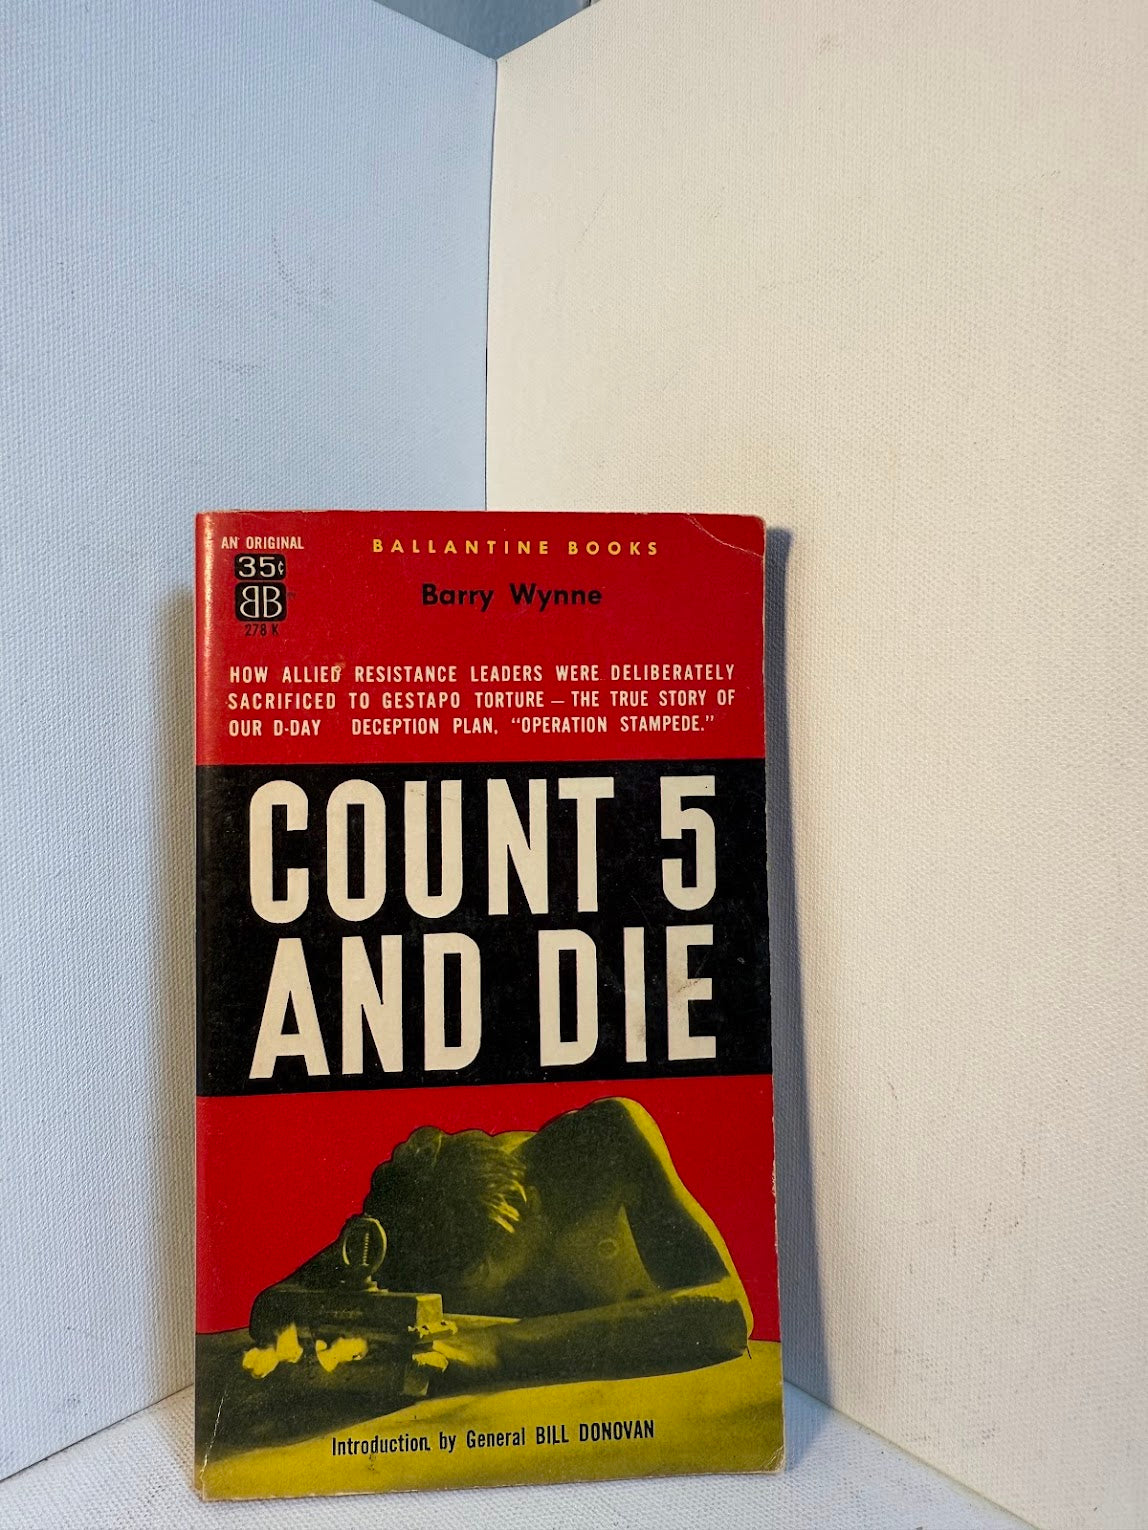 AN ORIGINAL
35¢
BB
278 K
BALLANTINE BOOKS
Barry Wynne
HOW ALLIED RESISTANCE LEADERS WERE DELIBERATELY
SACRIFICED TO GESTAPO TORTURE — THE TRUE STORY OF
OUR D-DAY DECEPTION PLAN, “OPERATION STAMPEDE.”
COUNT 5
AND DIE
Introduction by General BILL DONOVAN